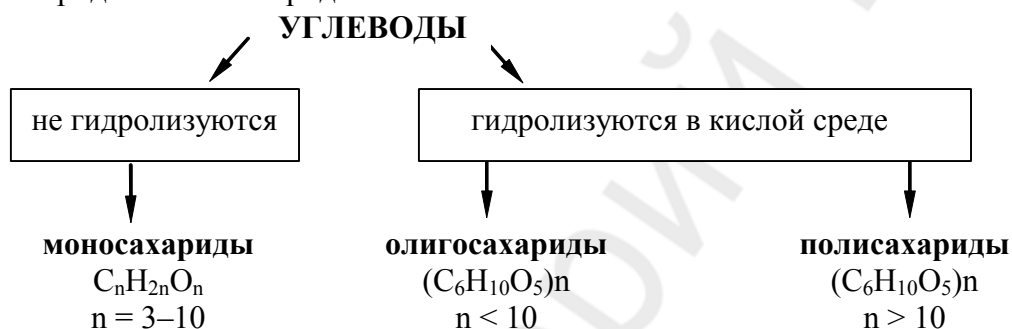 УГЛЕВОДЫ
не гидролизуются
гидролизуются в кислой среде
моносахариды олигосахариды полисахариды
CₙH₂ₙOₙ (C₆H₁₀O₅)n (C₆H₁₀O₅)n
n = 3–10 n < 10 n > 10